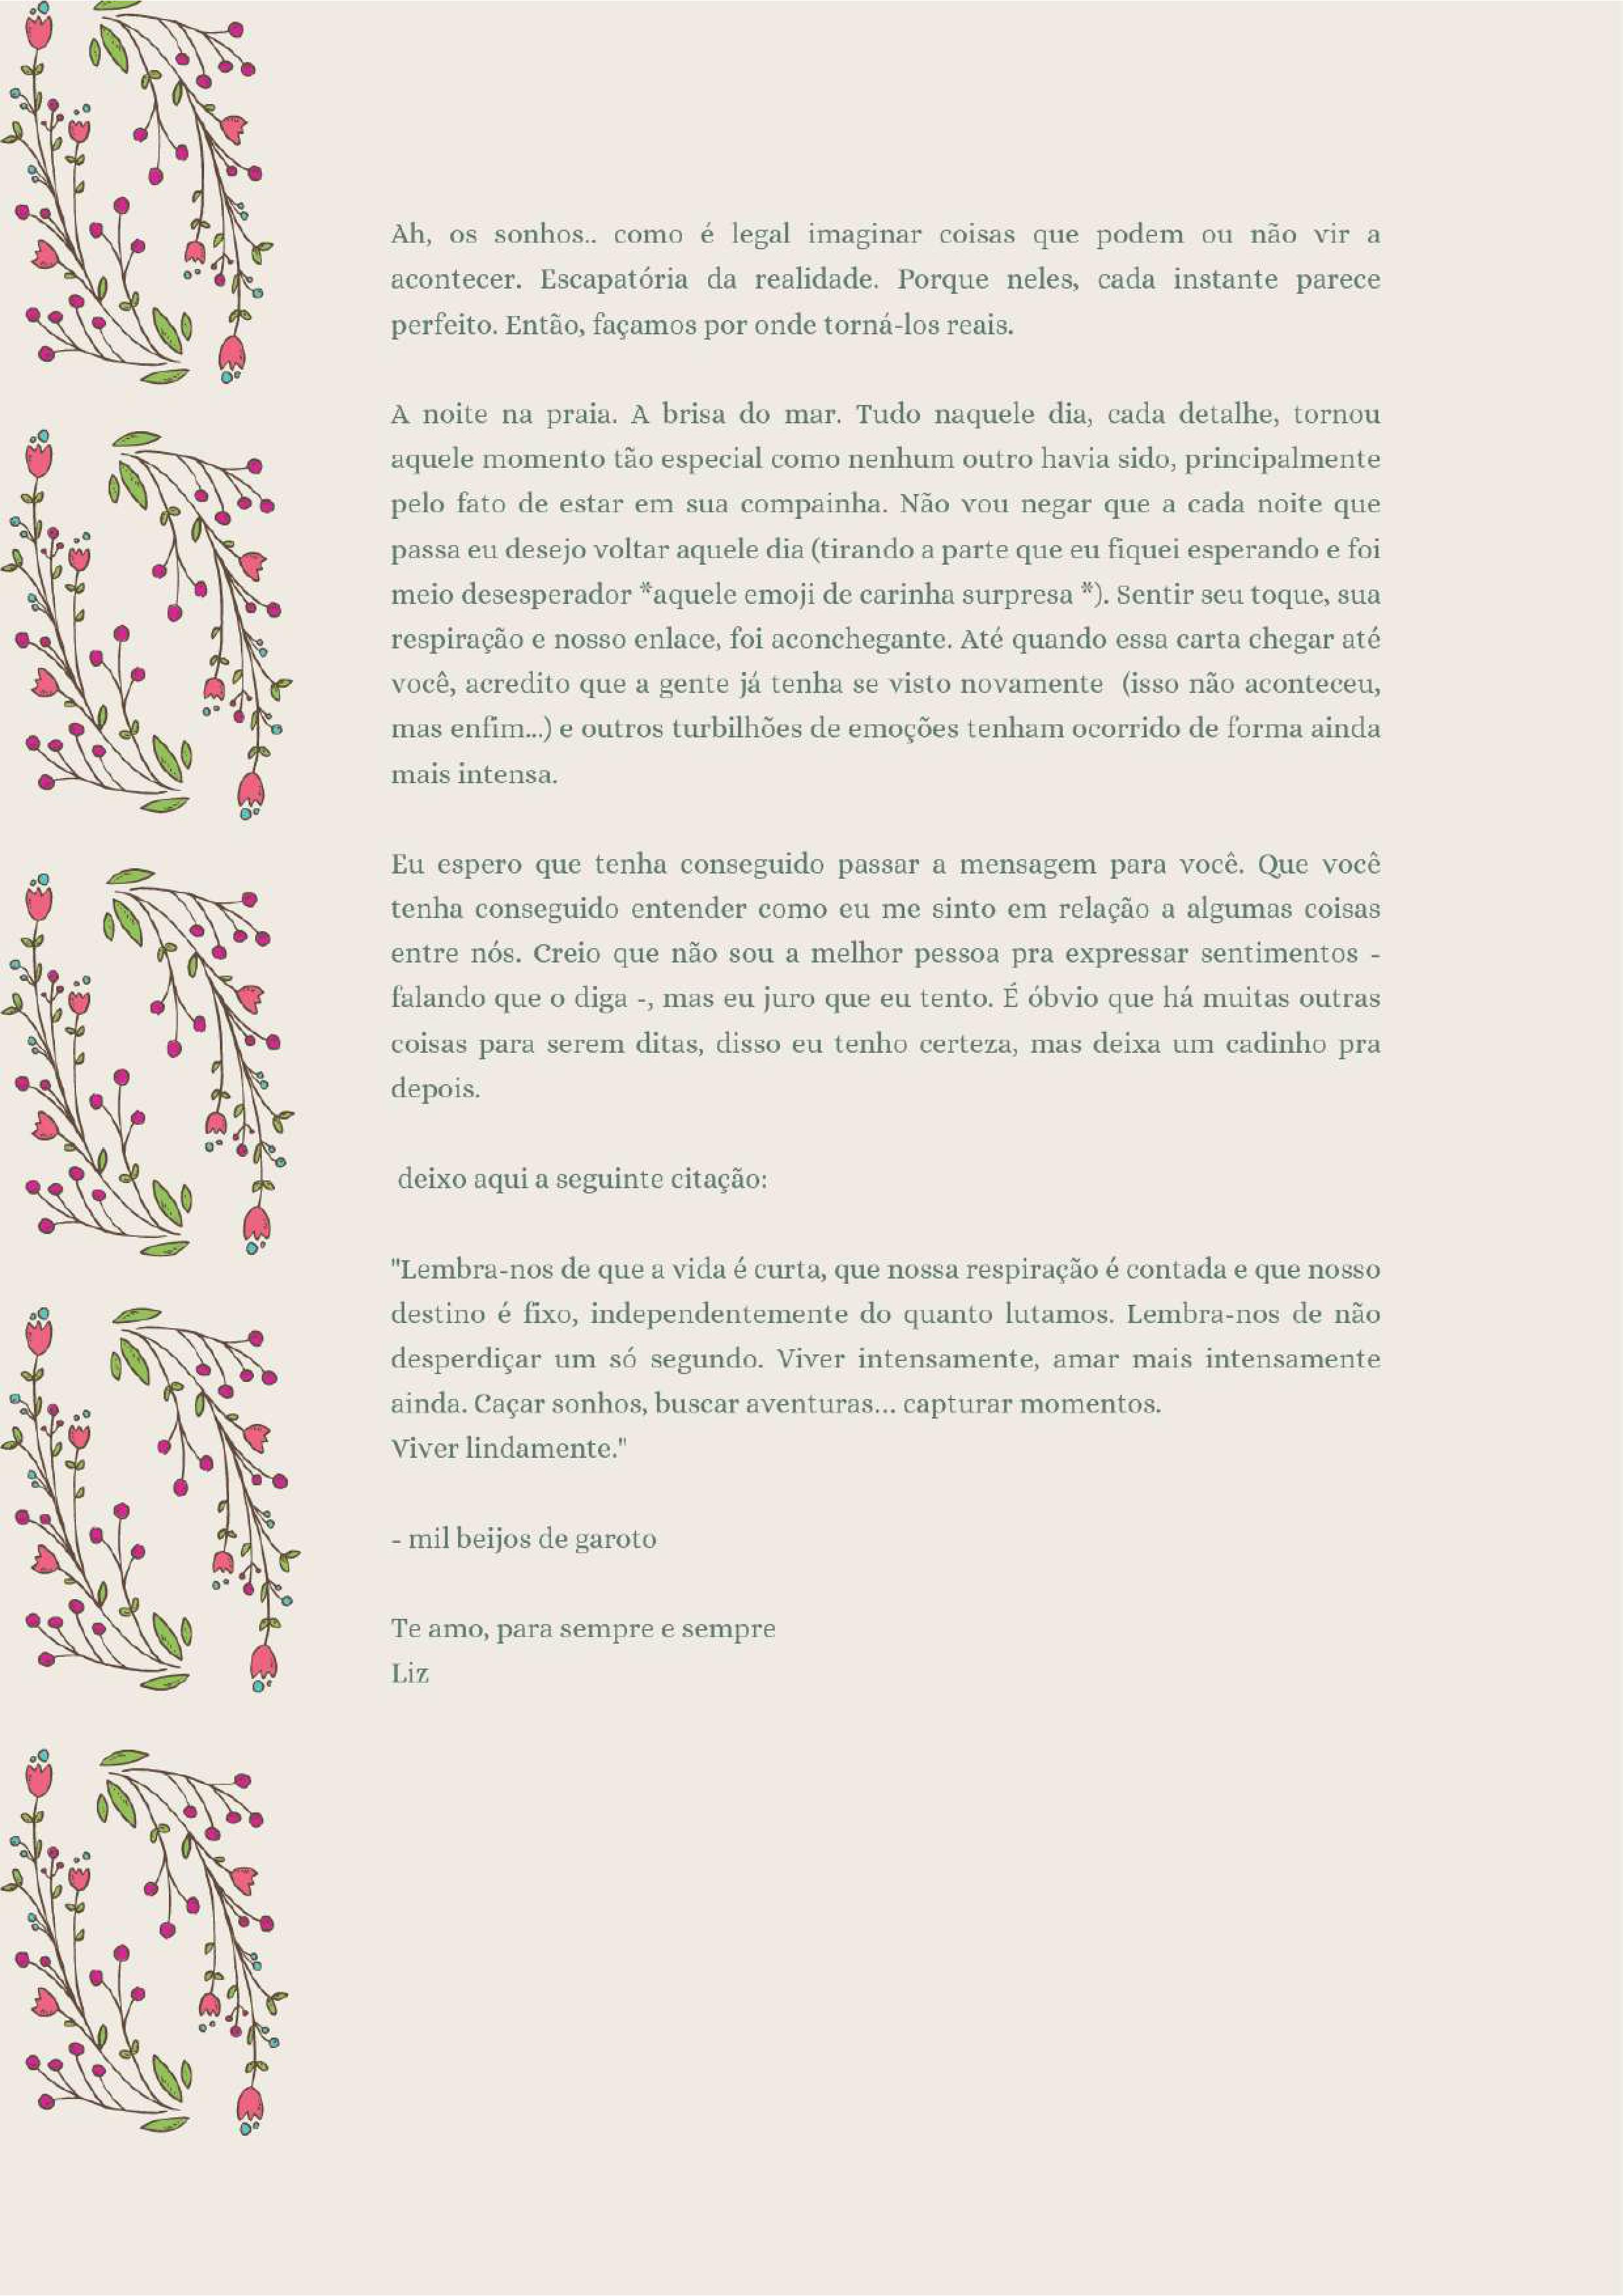 Ah, os sonhos.. como é legal imaginar coisas que podem ou não vir a
acontecer. Escapatória da realidade. Porque neles, cada instante parece
perfeito. Então, façamos por onde torná-los reais.
A noite na praia. A brisa do mar. Tudo naquele dia, cada detalhe, tornou
aquele momento tão especial como nenhum outro havia sido, principalmente
pelo fato de estar em sua compainha. Não vou negar que a cada noite que
passa eu desejo voltar aquele dia (tirando a parte que eu fiquei esperando e foi
meio desesperador *aquele emoji de carinha surpresa *). Sentir seu toque, sua
respiração e nosso enlace, foi aconchegante. Até quando essa carta chegar até
você, acredito que a gente já tenha se visto novamente (isso não aconteceu,
mas enfim...) e outros turbilhões de emoções tenham ocorrido de forma ainda
mais intensa.
Eu espero que tenha conseguido passar a mensagem para você. Que você
tenha conseguido entender como eu me sinto em relação a algumas coisas
entre nós. Creio que não sou a melhor pessoa pra expressar sentimentos -
falando que o diga -, mas eu juro que eu tento. É óbvio que há muitas outras
coisas para serem ditas, disso eu tenho certeza, mas deixa um cadinho pra
depois.
deixo aqui a seguinte citação:
"Lembra-nos de que a vida é curta, que nossa respiração é contada e que nosso
destino é fixo, independentemente do quanto lutamos. Lembra-nos de não
desperdiçar um só segundo. Viver intensamente, amar mais intensamente
ainda. Caçar sonhos, buscar aventuras... capturar momentos.
Viver lindamente."
- mil beijos de garoto
Te amo, para sempre e sempre
Liz